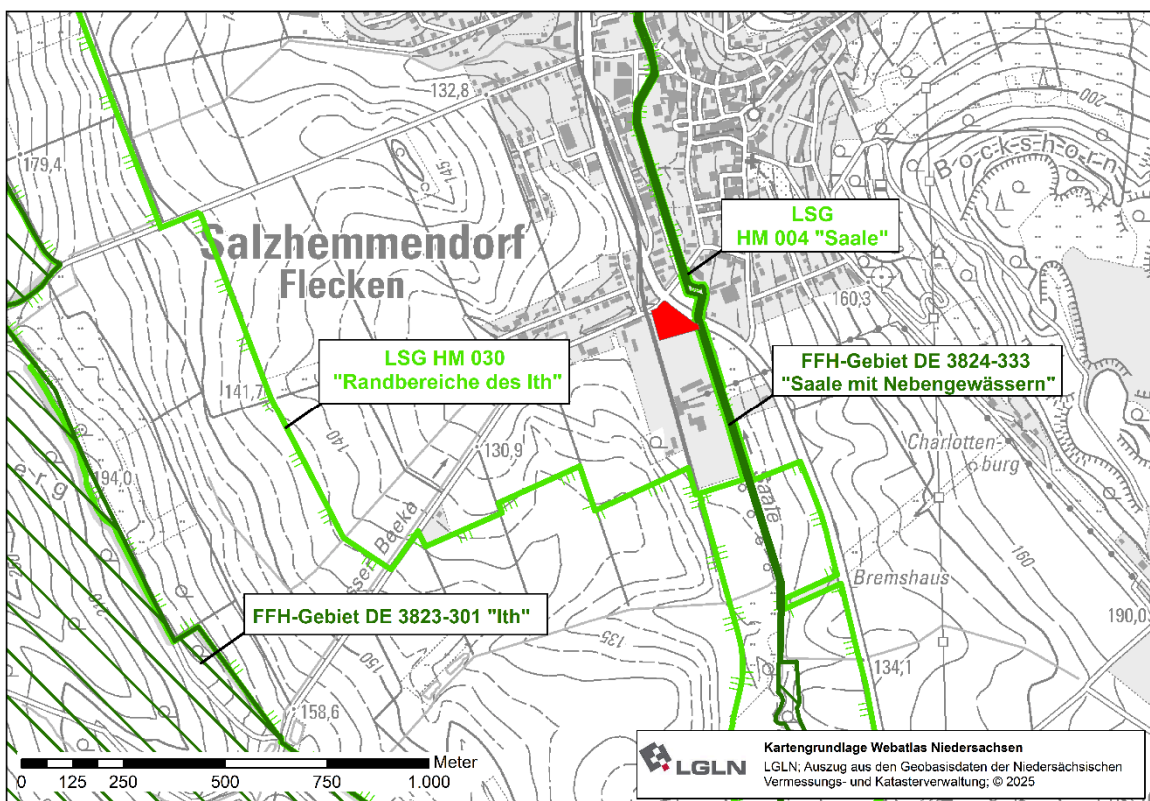 132,8
200
179,4
145
Bockshorn
LSG
HM 004 "Saale"
Salzhemmendorf
Flecken
160,3
LSG HM 030
"Randbereiche des Ith"
FFH-Gebiet DE 3824-333
"Saale mit Nebengewässern"
141,7
140
130,9
Charlotten-
burg
194,0
erg
Saale
160
Bremshaus
FFH-Gebiet DE 3823-301 "Ith"
190,0
135
134,1
150
158,6
Kartengrundlage Webatlas Niedersachsen
LGLN
LGLN; Auszug aus den Geobasisdaten der Niedersächsischen
Vermessungs- und Katasterverwaltung; © 2025
0 125 250 500 750 1.000 Meter